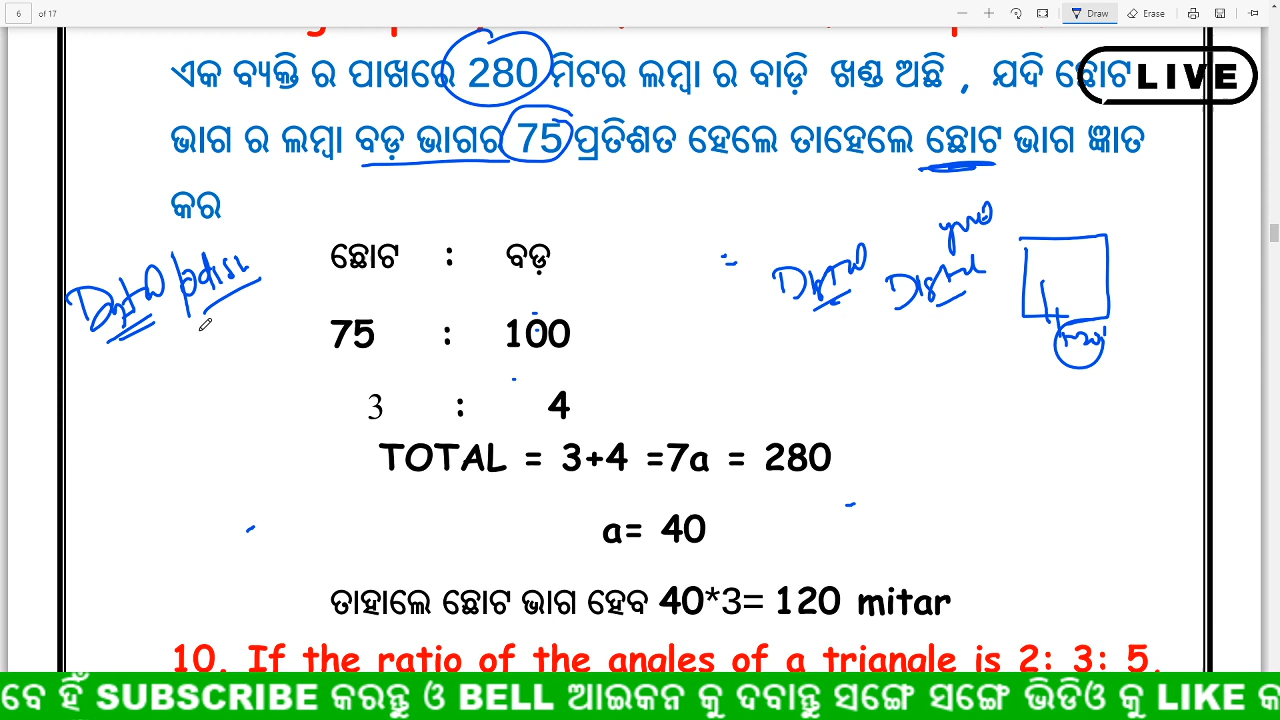 6 of 17
Draw
Erase
ଏକ ବ୍ୟକ୍ତି ର ପାଖରେ 280 ମିଟର ଲମ୍ବା ର ବାଡ଼ି ଖଣ୍ଡ ଅଛି , ଯଦି ଛୋଟ
LIVE
ଭାଗ ର ଲମ୍ବା ବଡ଼ ଭାଗର 75 ପ୍ରତିଶତ ହେଲେ ତାହେଲେ ଛୋଟ ଭାଗ ଜ୍ଞାତ
କର
ଛୋଟ : ବଡ଼
75 : 100
3 : 4
TOTAL = 3+4 =7a = 280
a= 40
ତାହାଲେ ଛୋଟ ଭାଗ ହେବ 40*3= 120 mitar
10. If the ratio of the angles of a triangle is 2: 3: 5,
ବେ ହିଁ SUBSCRIBE କରନ୍ତୁ ଓ BELL ଆଇକନ କୁ ଦବାନ୍ତୁ ସଙ୍ଗେ ସଙ୍ଗେ ଭିଡିଓ କୁ LIKE କ